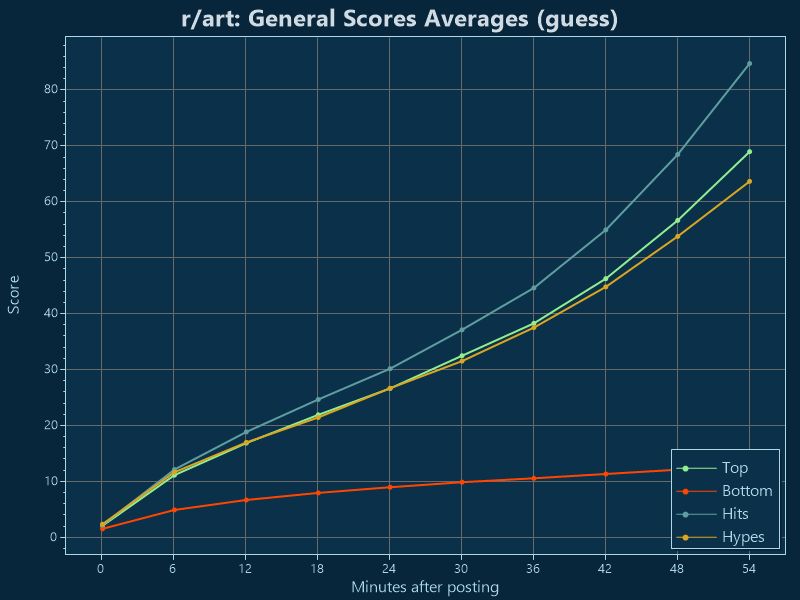 r/art: General Scores Averages (guess)
80
70
60
50
40
30
20
10
0
Score
0 6 12 18 24 30 36 42 48 54
Minutes after posting
Top
Bottom
Hits
Hypes